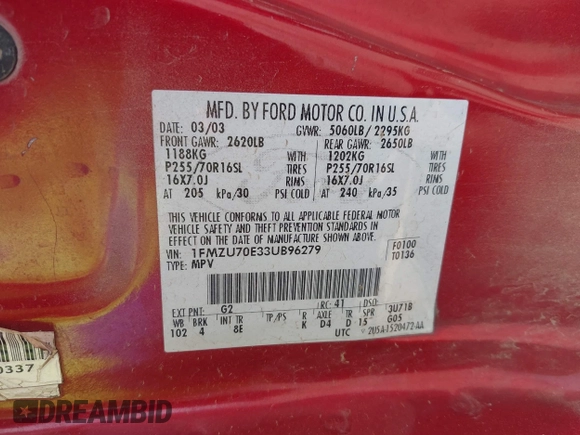 MFD. BY FORD MOTOR CO. IN U.S.A.
DATE: 03/03 GVWR: 5060LB/ 2295KG
FRONT GAWR: 2620LB REAR GAWR: 2650LB
1188KG WITH 1202KG WITH
P255/70R16SL TIRES P255/70R16SL TIRES
16X7.0J RIMS 16X7.0J RIMS
AT 205 kPa/30 PSI COLD AT 240 kPa/35 PSI COLD
THIS VEHICLE CONFORMS TO ALL APPLICABLE FEDERAL MOTOR
VEHICLE SAFETY AND THEFT PREVENTION STANDARDS IN EFFECT ON
THE DATE OF MANUFACTURE SHOWN ABOVE.
VIN: 1FMZU70E33UB96279 F0100
TYPE: MPV T0136
EXT PNT: G2 RC: 41 DSO:
WB BRK INT TR TP/PS R AXLE TR SPR 3U71B
102 4 8E K D4 D 15 G05
UTC 2U5A-1520472-AA
0337
DREAMBID